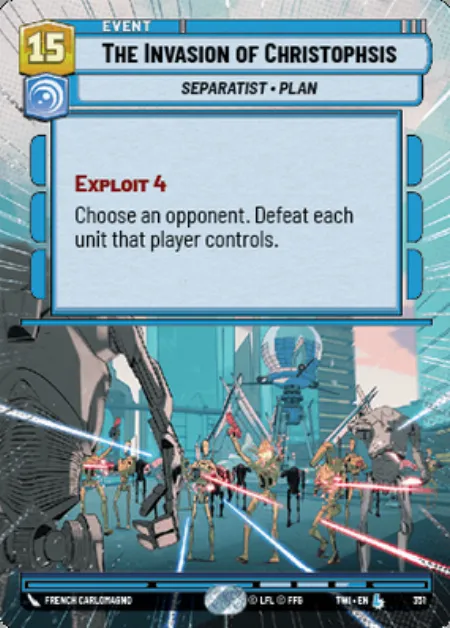 EVENT
15
THE INVASION OF CHRISTOPHSIS
SEPARATIST • PLAN
EXPLOIT 4
Choose an opponent. Defeat each
unit that player controls.
FRENCH CARLOMAGNO
© LFL © FFG
TWI • EN L
351